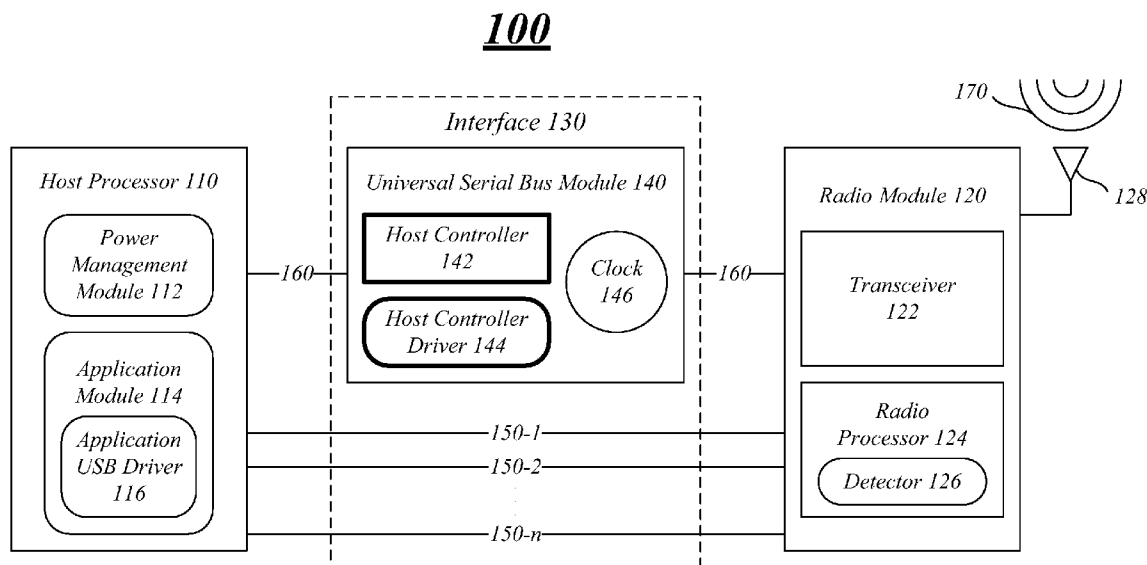 100
170
Interface 130
Host Processor 110
Universal Serial Bus Module 140
Radio Module 120
128
Power
Management
Module 112
160
Host Controller
142
Clock
146
160
Transceiver
122
Host Controller
Driver 144
Application
Module 114
Application
USB Driver
116
150-1
150-2
150-n
Radio
Processor 124
Detector 126